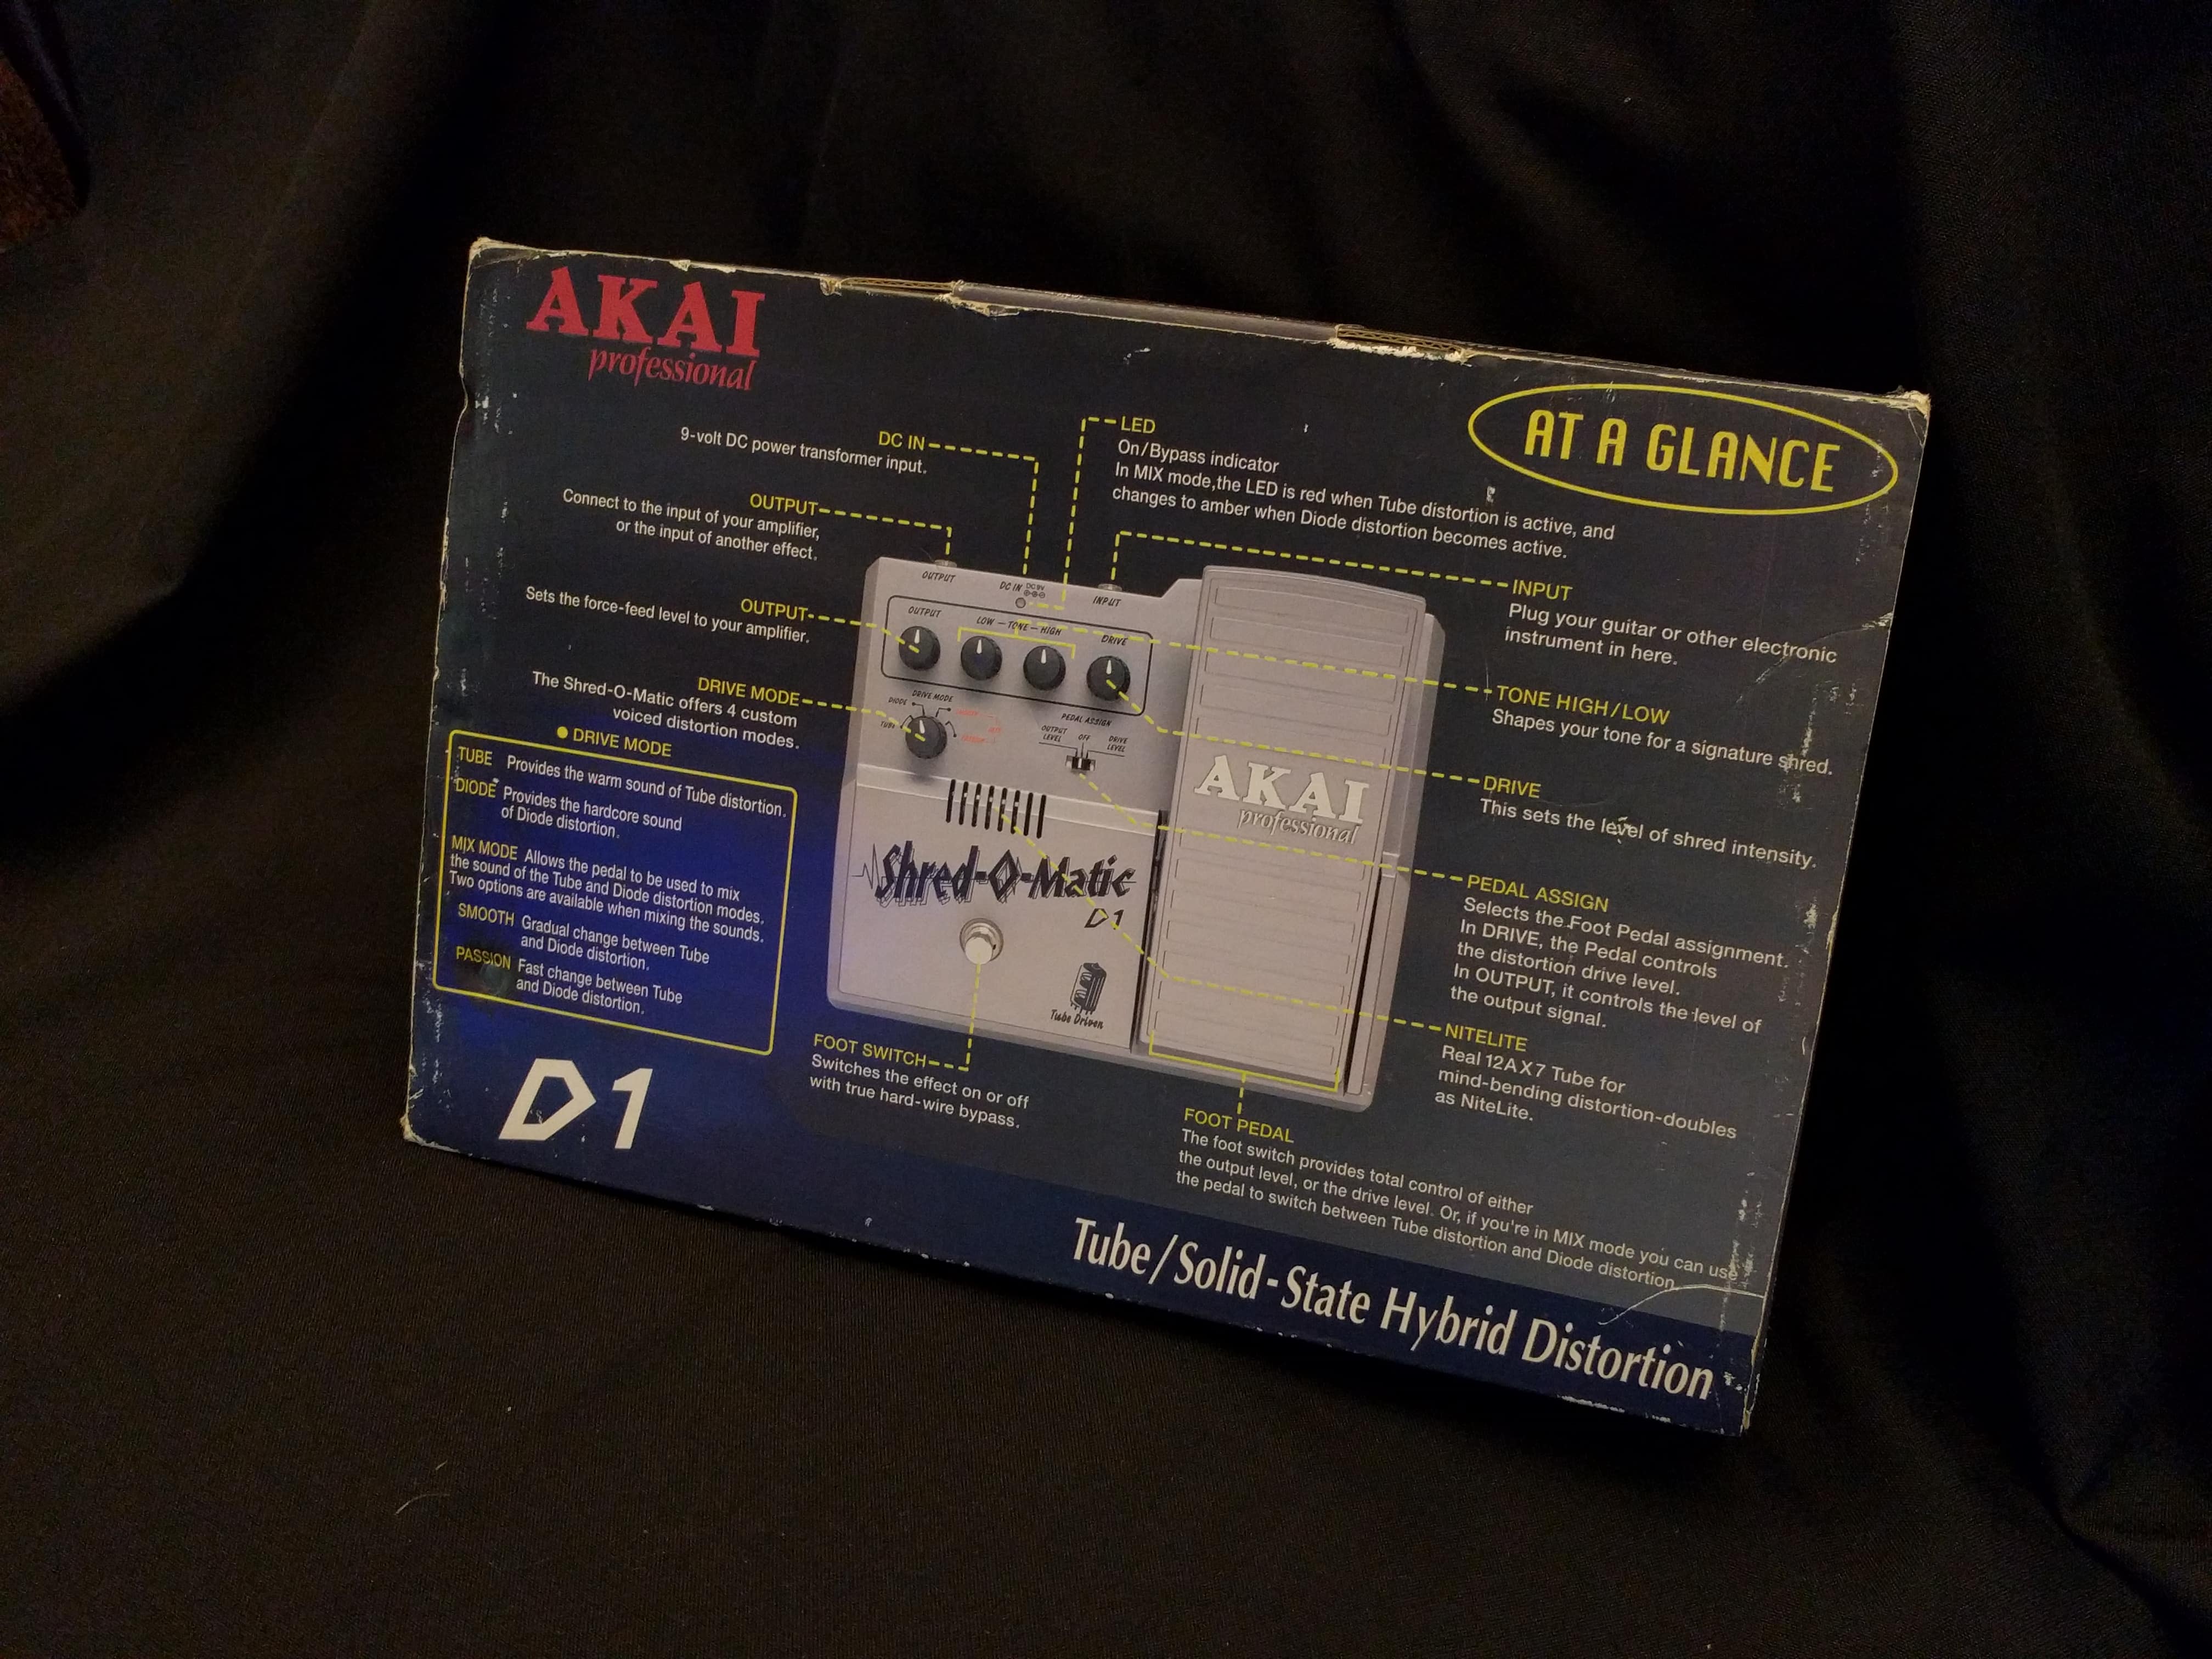 AKAI
professional
AT A GLANCE
DC IN
9-volt DC power transformer input.
LED
On/Bypass indicator
In MIX mode,the LED is red when Tube distortion is active, and
changes to amber when Diode distortion becomes active.
OUTPUT
Connect to the input of your amplifier,
or the input of another effect.
OUTPUT
Sets the force-feed level to your amplifier.
DRIVE MODE
The Shred-O-Matic offers 4 custom
voiced distortion modes.
DRIVE MODE
TUBE Provides the warm sound of Tube distortion.
DIODE Provides the hardcore sound
of Diode distortion.
MIX MODE Allows the pedal to be used to mix
the sound of the Tube and Diode distortion modes.
Two options are available when mixing the sounds.
SMOOTH Gradual change between Tube
and Diode distortion.
PASSION Fast change between Tube
and Diode distortion.
OUTPUT
DC IN
DC9V
INPUT
OUTPUT
LOW — TONE — HIGH
DRIVE
DRIVE MODE
DIODE
TUBE
PEDAL ASSIGN
OUTPUT
LEVEL
OFF
DRIVE
LEVEL
AKAI
professional
Shred-O-Matic
D1
Tube Driven
INPUT
Plug your guitar or other electronic
instrument in here.
TONE HIGH/LOW
Shapes your tone for a signature shred.
DRIVE
This sets the level of shred intensity.
PEDAL ASSIGN
Selects the Foot Pedal assignment.
In DRIVE, the Pedal controls
the distortion drive level.
In OUTPUT, it controls the level of
the output signal.
NITELITE
Real 12AX7 Tube for
mind-bending distortion-doubles
as NiteLite.
FOOT SWITCH
Switches the effect on or off
with true hard-wire bypass.
FOOT PEDAL
The foot switch provides total control of either
the output level, or the drive level. Or, if you're in MIX mode you can use
the pedal to switch between Tube distortion and Diode distortion.
D1
Tube/Solid-State Hybrid Distortion